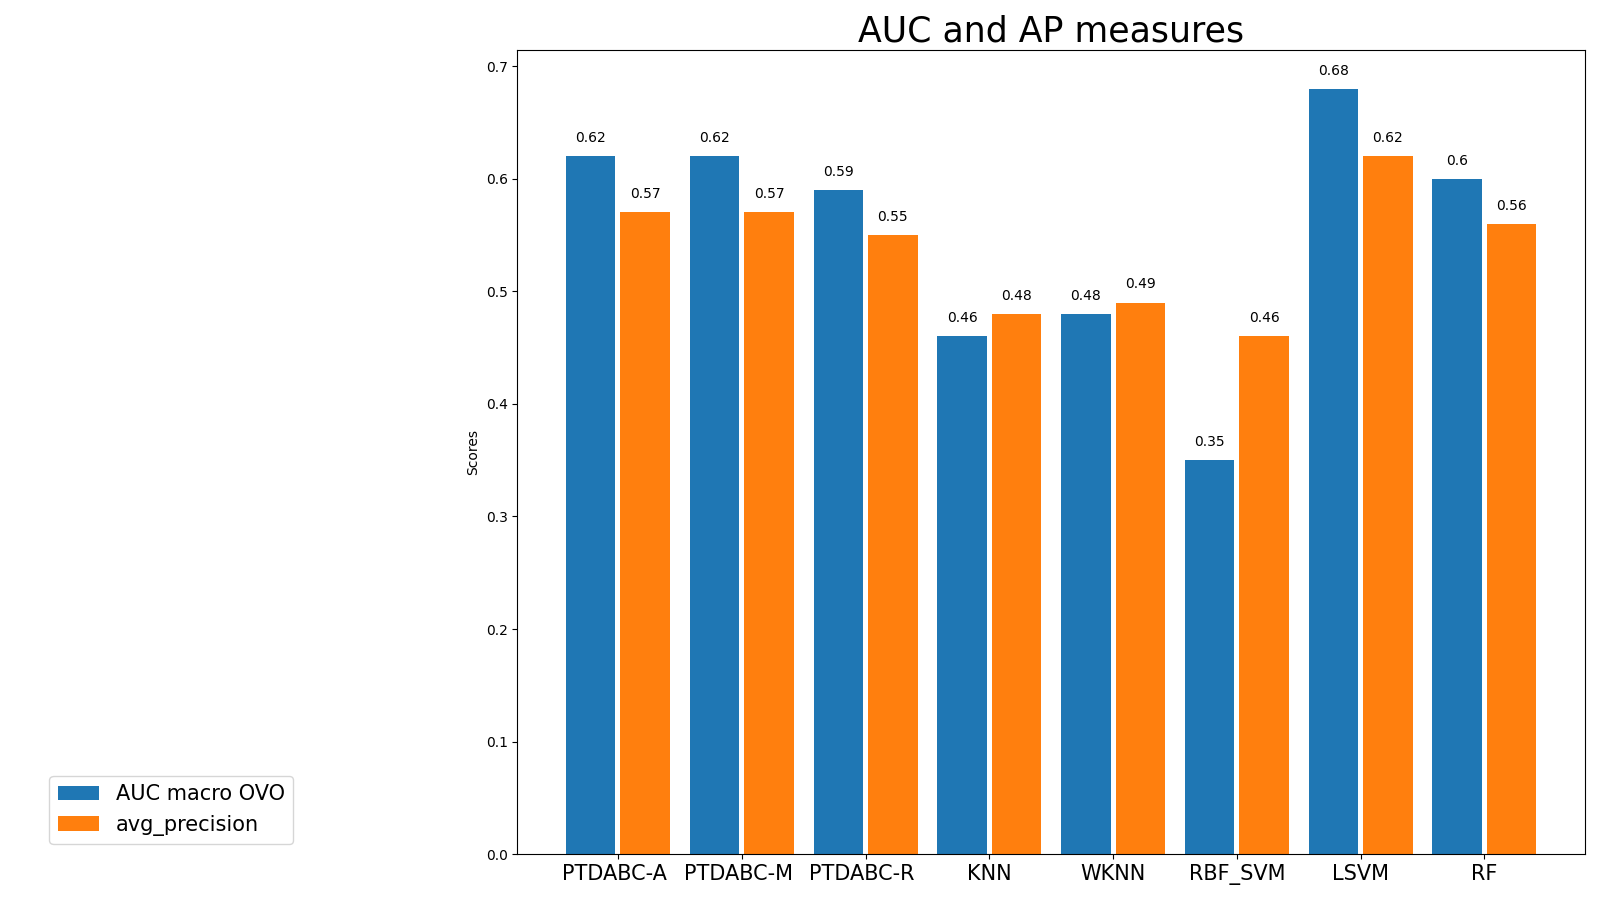 AUC and AP measures
0.7
0.6
0.5
0.4
0.3
0.2
0.1
0.0
Scores
0.62
0.57
0.62
0.57
0.59
0.55
0.46
0.48
0.48
0.49
0.35
0.46
0.68
0.62
0.6
0.56
PTDABC-A
PTDABC-M
PTDABC-R
KNN
WKNN
RBF_SVM
LSVM
RF
AUC macro OVO
avg_precision